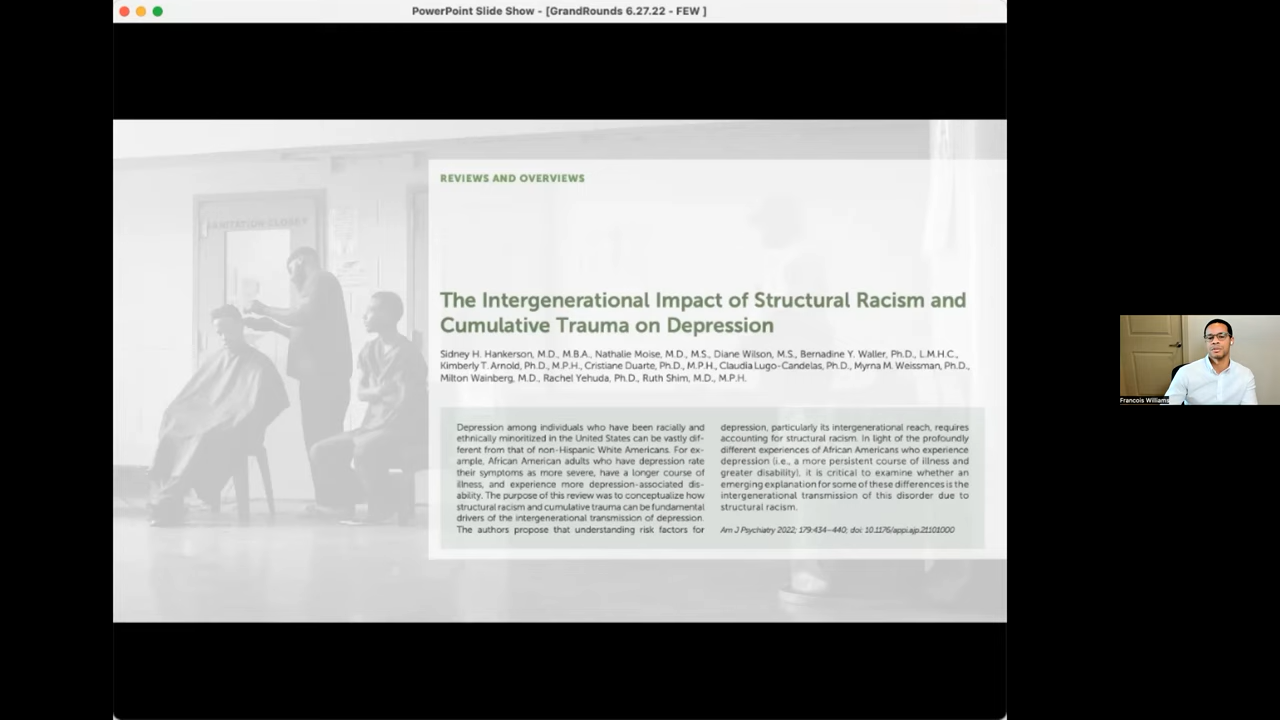 PowerPoint Slide Show - [GrandRounds 6.27.22 - FEW ]
SANITATION CLOSET
REVIEWS AND OVERVIEWS
The Intergenerational Impact of Structural Racism and
Cumulative Trauma on Depression
Sidney H. Hankerson, M.D., M.B.A., Nathalie Moise, M.D., M.S., Diane Wilson, M.S., Bernadine Y. Waller, Ph.D., L.M.H.C.,
Kimberly T. Arnold, Ph.D., M.P.H., Cristiane Duarte, Ph.D., M.P.H., Claudia Lugo-Candelas, Ph.D., Myrna M. Weissman, Ph.D.,
Milton Wainberg, M.D., Rachel Yehuda, Ph.D., Ruth Shim, M.D., M.P.H.
Depression among individuals who have been racially and
ethnically minoritized in the United States can be vastly dif-
ferent from that of non-Hispanic White Americans. For ex-
ample, African American adults who have depression rate
their symptoms as more severe, have a longer course of
illness, and experience more depression-associated dis-
ability. The purpose of this review was to conceptualize how
structural racism and cumulative trauma can be fundamental
drivers of the intergenerational transmission of depression.
The authors propose that understanding risk factors for
depression, particularly its intergenerational reach, requires
accounting for structural racism. In light of the profoundly
different experiences of African Americans who experience
depression (i.e., a more persistent course of illness and
greater disability), it is critical to examine whether an
emerging explanation for some of these differences is the
intergenerational transmission of this disorder due to
structural racism.
Am J Psychiatry 2022; 179:434–440; doi: 10.1176/appi.ajp.21101000
Francois Williams